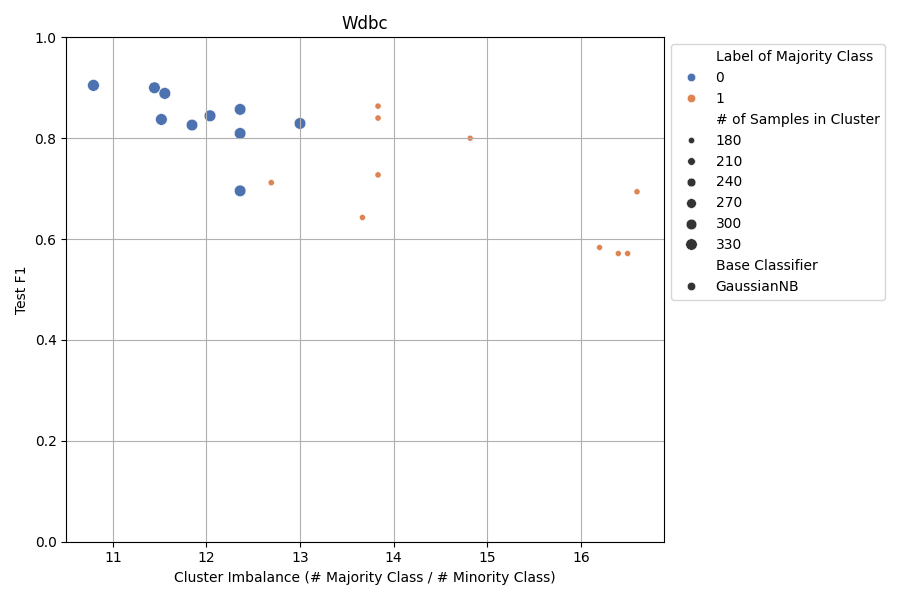 Wdbc
1.0
0.8
0.6
0.4
0.2
0.0
Test F1
11 12 13 14 15 16
Cluster Imbalance (# Majority Class / # Minority Class)
Label of Majority Class
0
1
# of Samples in Cluster
180
210
240
270
300
330
Base Classifier
GaussianNB